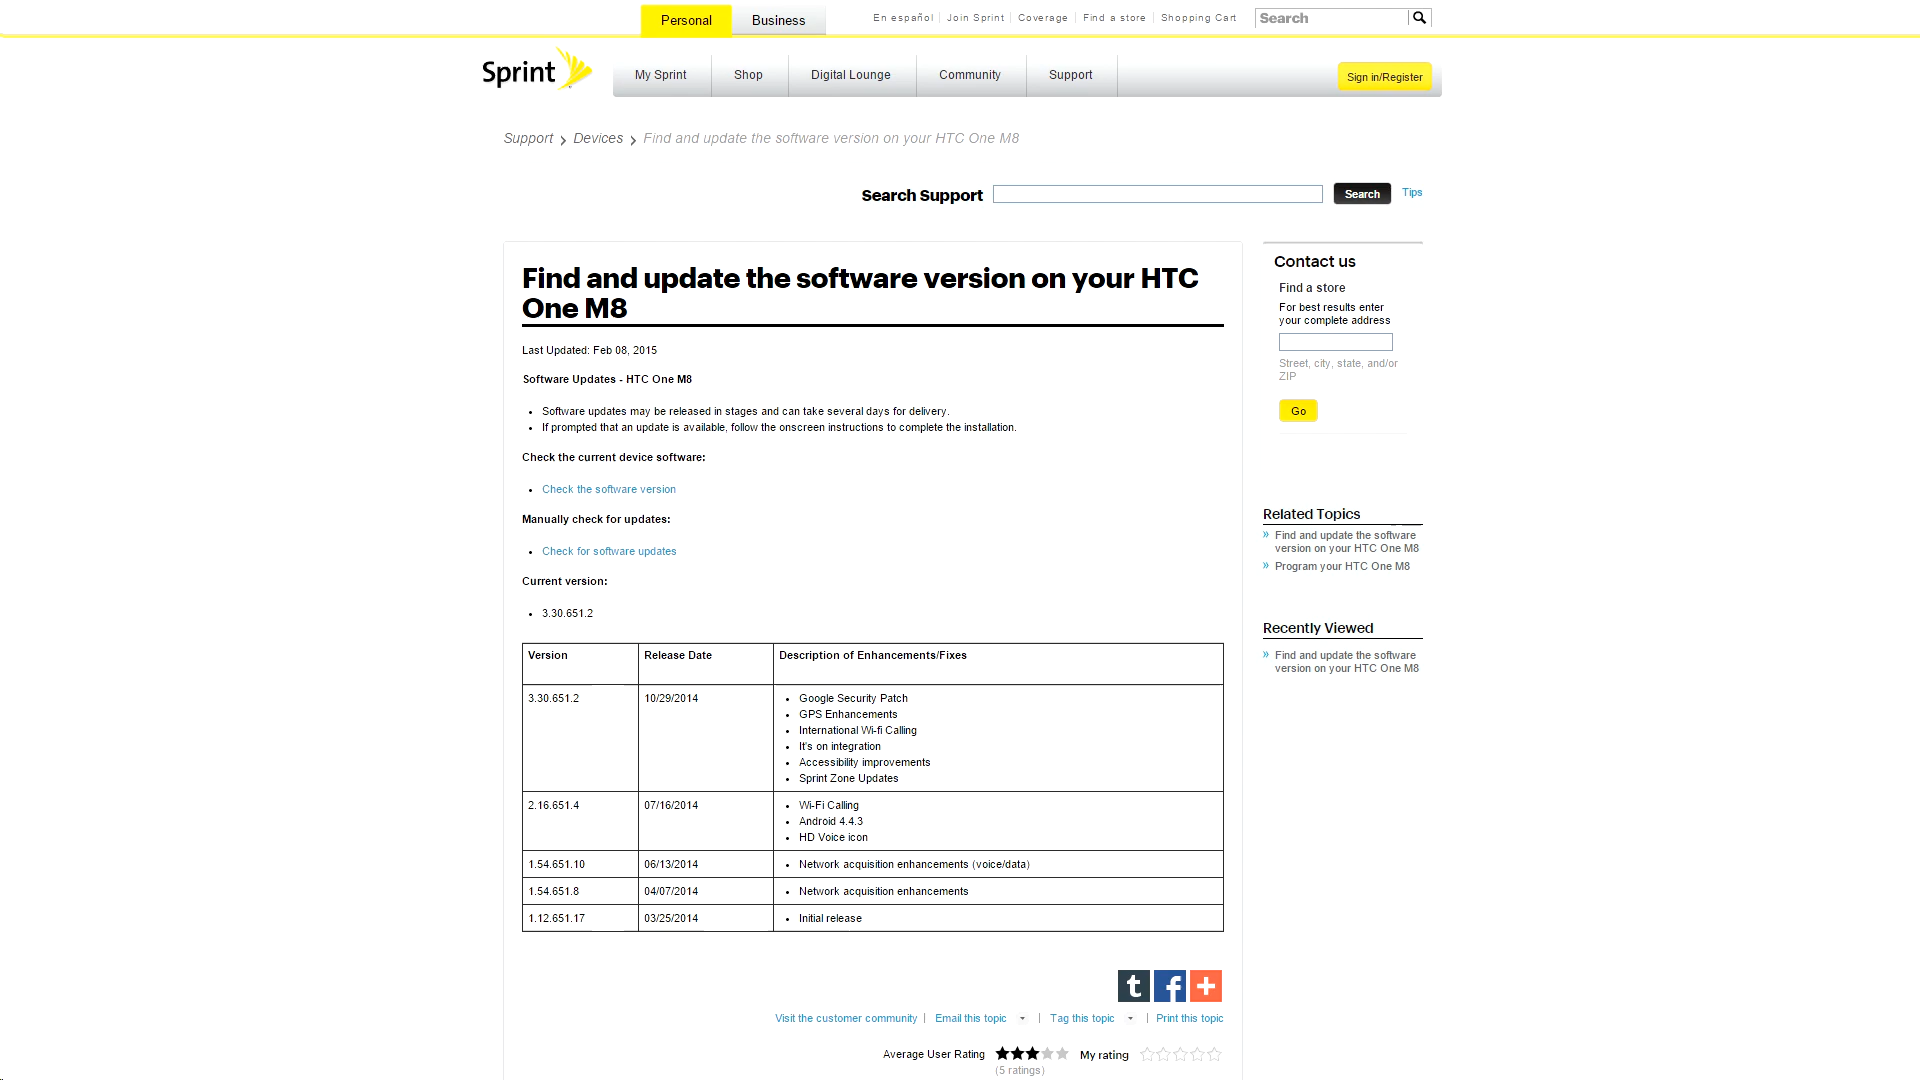 Personal
Business
En español
Join Sprint
Coverage
Find a store
Shopping Cart
Search
Sprint
My Sprint
Shop
Digital Lounge
Community
Support
Sign in/Register
Support
Devices
Find and update the software version on your HTC One M8
Search Support
Search
Tips
Find and update the software version on your HTC
One M8
Last Updated: Feb 08, 2015
Software Updates - HTC One M8
Software updates may be released in stages and can take several days for delivery.
If prompted that an update is available, follow the onscreen instructions to complete the installation.
Check the current device software:
Check the software version
Manually check for updates:
Check for software updates
Current version:
3.30.651.2
Version
Release Date
Description of Enhancements/Fixes
3.30.651.2
10/29/2014
Google Security Patch
GPS Enhancements
International Wi-fi Calling
It's on integration
Accessibility improvements
Sprint Zone Updates
2.16.651.4
07/16/2014
Wi-Fi Calling
Android 4.4.3
HD Voice icon
1.54.651.10
06/13/2014
Network acquisition enhancements (voice/data)
1.54.651.8
04/07/2014
Network acquisition enhancements
1.12.651.17
03/25/2014
Initial release
Visit the customer community
Email this topic
Tag this topic
Print this topic
Average User Rating
(5 ratings)
My rating
Contact us
Find a store
For best results enter
your complete address
Street, city, state, and/or
ZIP
Go
Related Topics
Find and update the software
version on your HTC One M8
Program your HTC One M8
Recently Viewed
Find and update the software
version on your HTC One M8